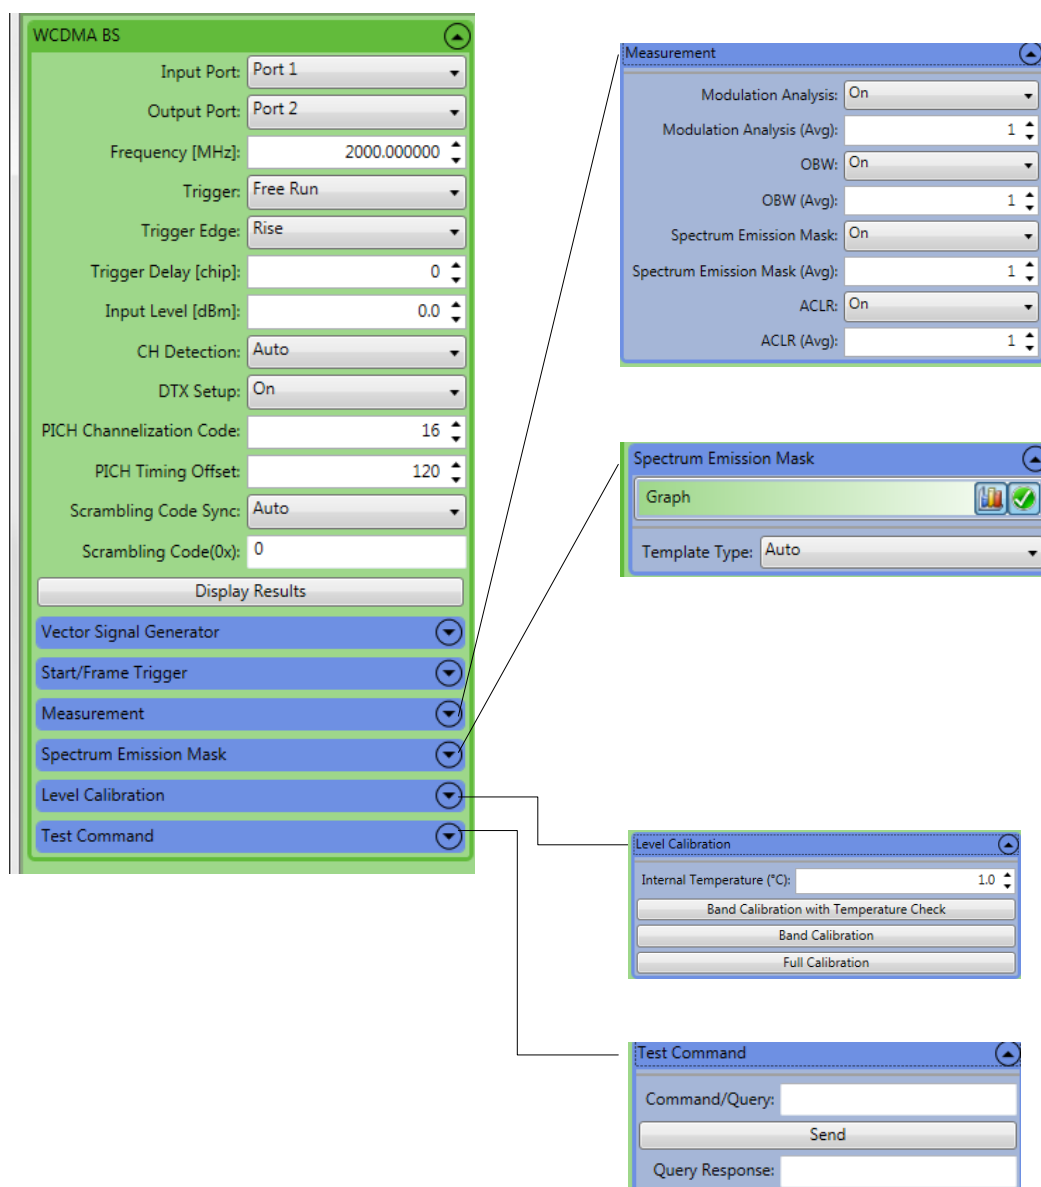 WCDMA BS
Input Port: Port 1
Output Port: Port 2
Frequency [MHz]: 2000.000000
Trigger: Free Run
Trigger Edge: Rise
Trigger Delay [chip]: 0
Input Level [dBm]: 0.0
CH Detection: Auto
DTX Setup: On
PICH Channelization Code: 16
PICH Timing Offset: 120
Scrambling Code Sync: Auto
Scrambling Code(0x): 0
Display Results
Vector Signal Generator
Start/Frame Trigger
Measurement
Spectrum Emission Mask
Level Calibration
Test Command
Measurement
Modulation Analysis: On
Modulation Analysis (Avg): 1
OBW: On
OBW (Avg): 1
Spectrum Emission Mask: On
Spectrum Emission Mask (Avg): 1
ACLR: On
ACLR (Avg): 1
Spectrum Emission Mask
Graph
Template Type: Auto
Level Calibration
Internal Temperature (°C): 1.0
Band Calibration with Temperature Check
Band Calibration
Full Calibration
Test Command
Command/Query:
Send
Query Response: